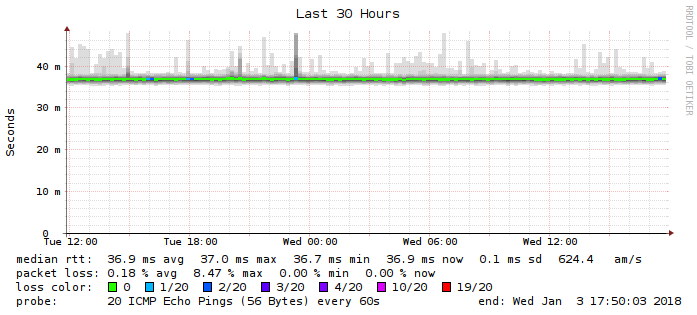 Last 30 Hours
RRDTOOL / TOBI OETIKER
Seconds
40 m
30 m
20 m
10 m
0
Tue 12:00 Tue 18:00 Wed 00:00 Wed 06:00 Wed 12:00
median rtt: 36.9 ms avg 37.0 ms max 36.7 ms min 36.9 ms now 0.1 ms sd 624.4 am/s
packet loss: 0.18 % avg 8.47 % max 0.00 % min 0.00 % now
loss color: 0 1/20 2/20 3/20 4/20 10/20 19/20
probe: 20 ICMP Echo Pings (56 Bytes) every 60s end: Wed Jan 3 17:50:03 2018